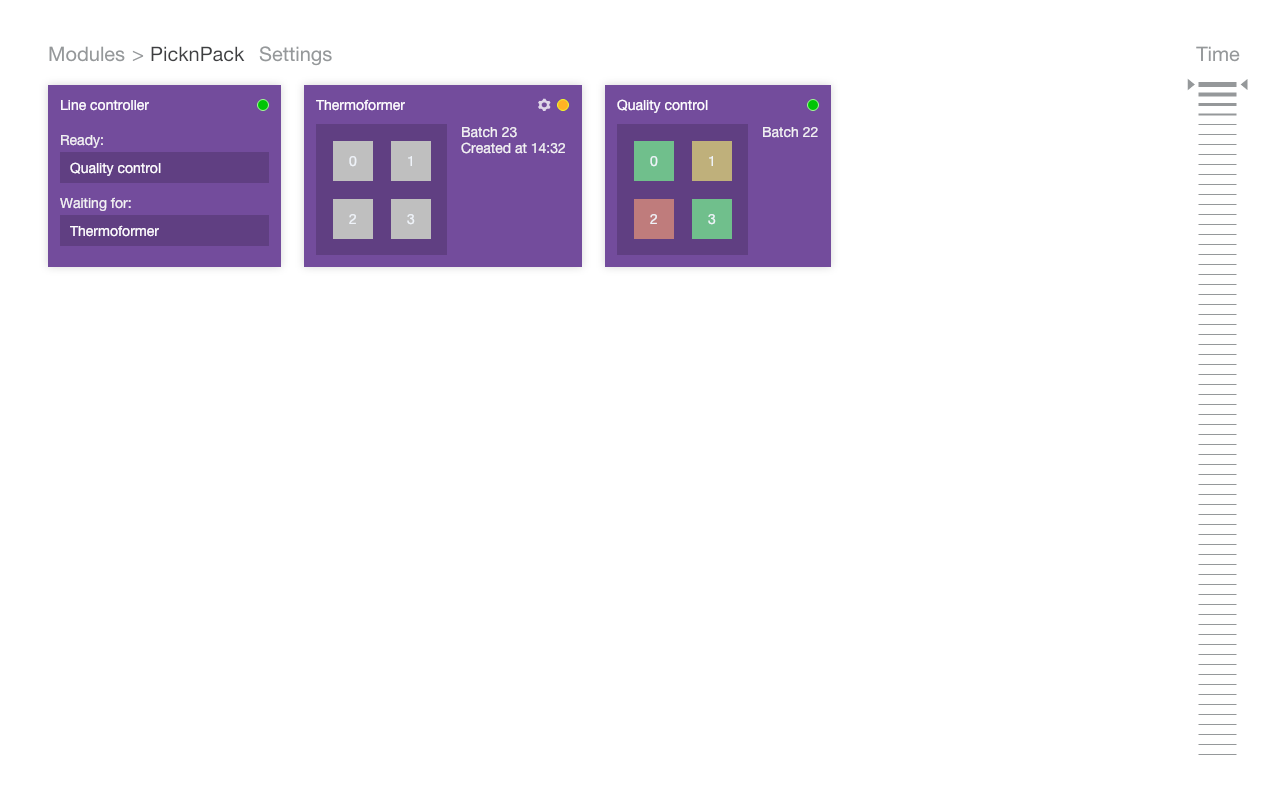 Modules > PicknPack Settings
Time
Line controller
Ready:
Quality control
Waiting for:
Thermoformer
Thermoformer
0 1
2 3
Batch 23
Created at 14:32
Quality control
0 1
2 3
Batch 22